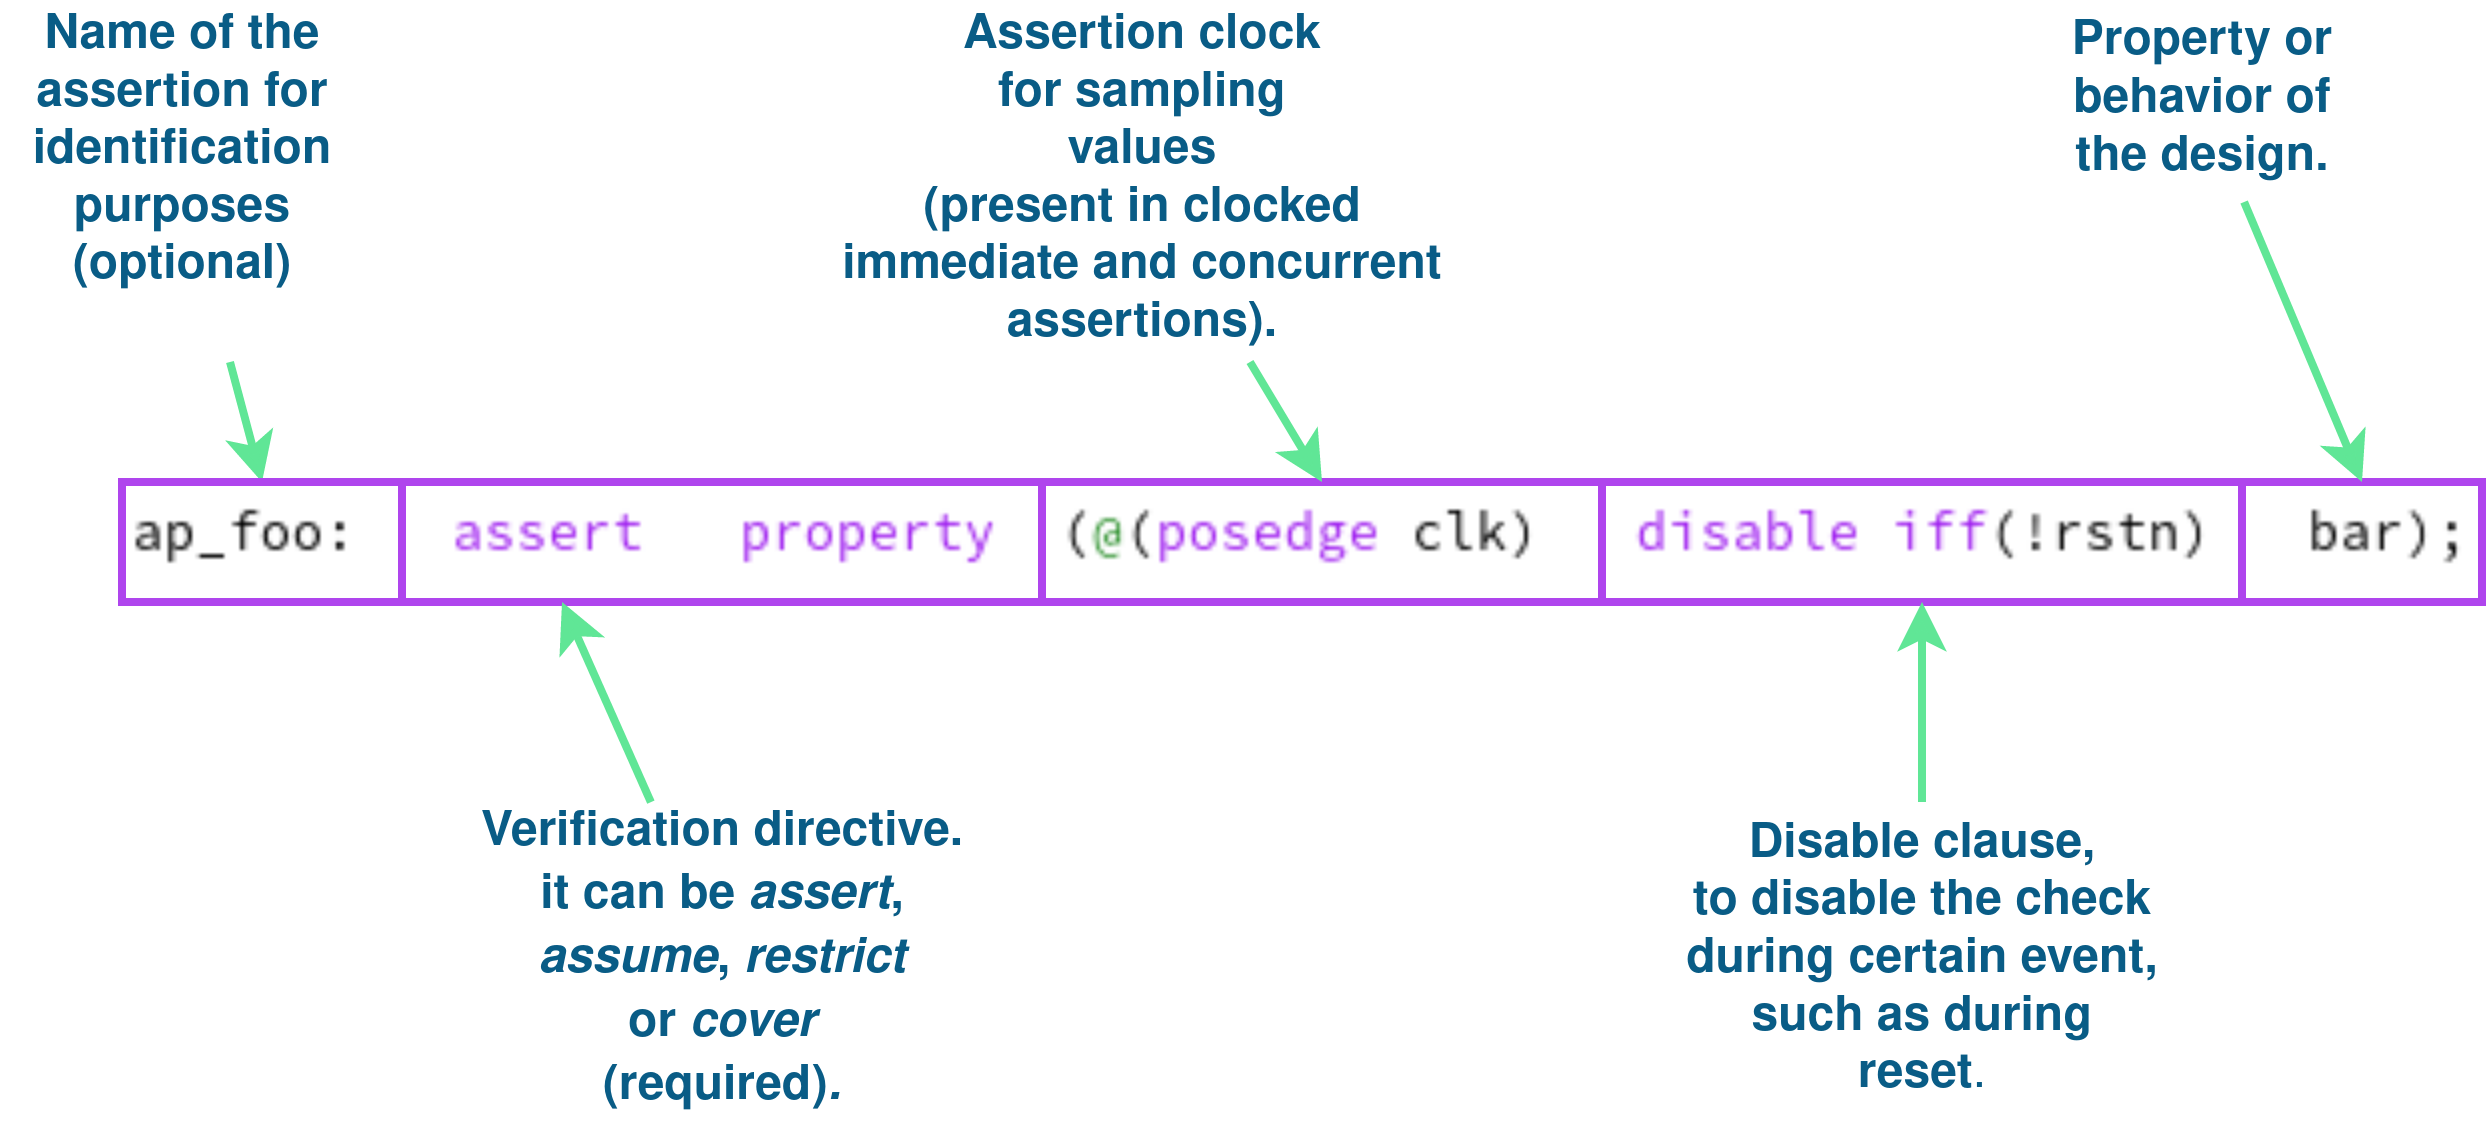 Name of the
assertion for
identification
purposes
(optional)
Assertion clock
for sampling
values
(present in clocked
immediate and concurrent
assertions).
Property or
behavior of
the design.
ap_foo: assert property (@(posedge clk) disable iff(!rstn) bar);
Verification directive.
it can be assert,
assume, restrict
or cover
(required).
Disable clause,
to disable the check
during certain event,
such as during
reset.